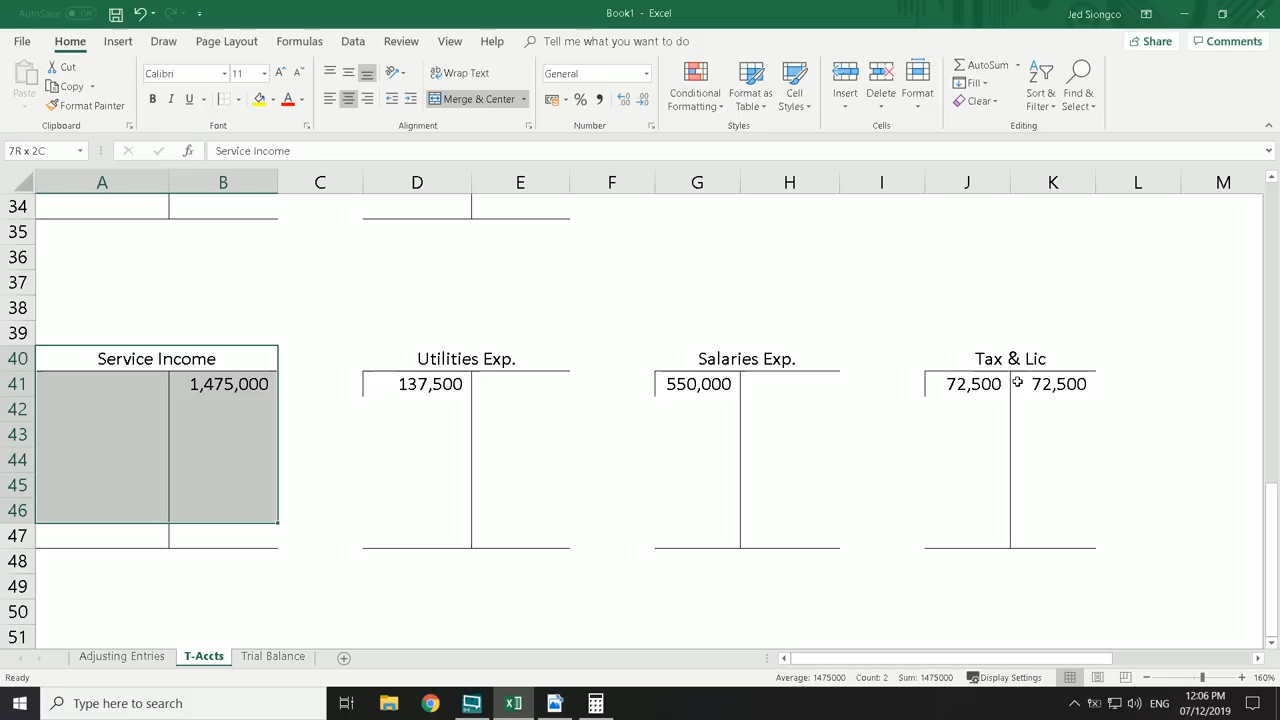 AutoSave Off
Book1 - Excel
Jed Siongco
File Home Insert Draw Page Layout Formulas Data Review View Help Tell me what you want to do Share Comments
Paste Cut Copy Format Painter
Calibri 11
B I U A
Wrap Text
Merge & Center
General
Conditional Formatting
Format as Table
Cell Styles
Insert Delete Format
AutoSum
Fill
Clear
Sort & Filter
Find & Select
Clipboard Font Alignment Number Styles Cells Editing
7R x 2C fx Service Income
A B C D E F G H I J K L M
34
35
36
37
38
39
40 Service Income Utilities Exp. Salaries Exp. Tax & Lic
41 1,475,000 137,500 550,000 72,500 72,500
42
43
44
45
46
47
48
49
50
51
Adjusting Entries T-Accts Trial Balance
Ready Average: 1475000 Count: 2 Sum: 1475000 Display Settings 160%
Type here to search ENG 12:06 PM
07/12/2019